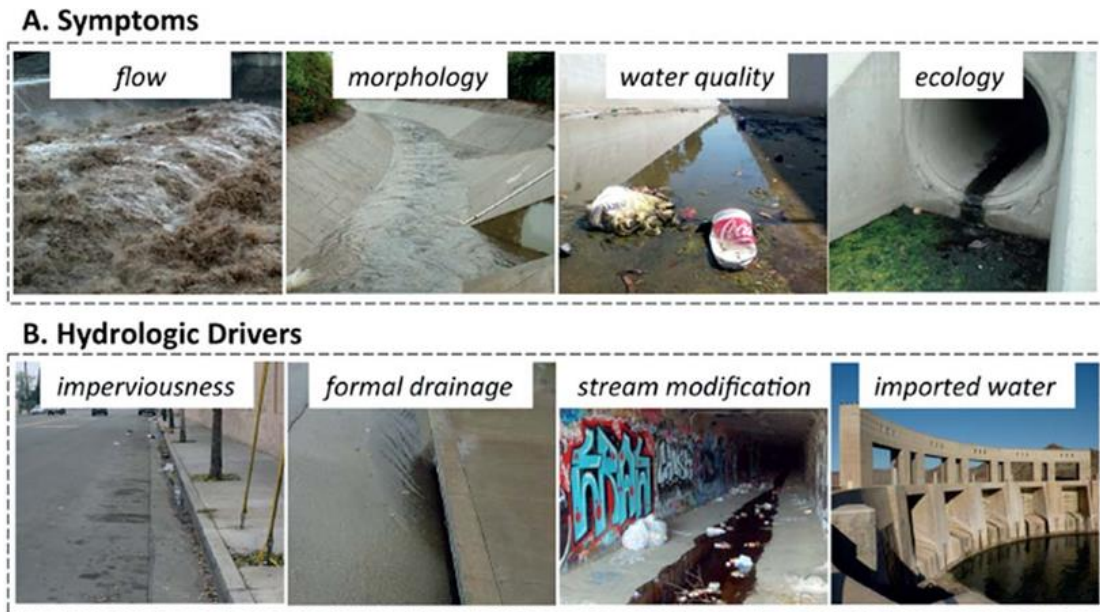 A. Symptoms
flow
morphology
water quality
ecology
B. Hydrologic Drivers
imperviousness
formal drainage
stream modification
imported water